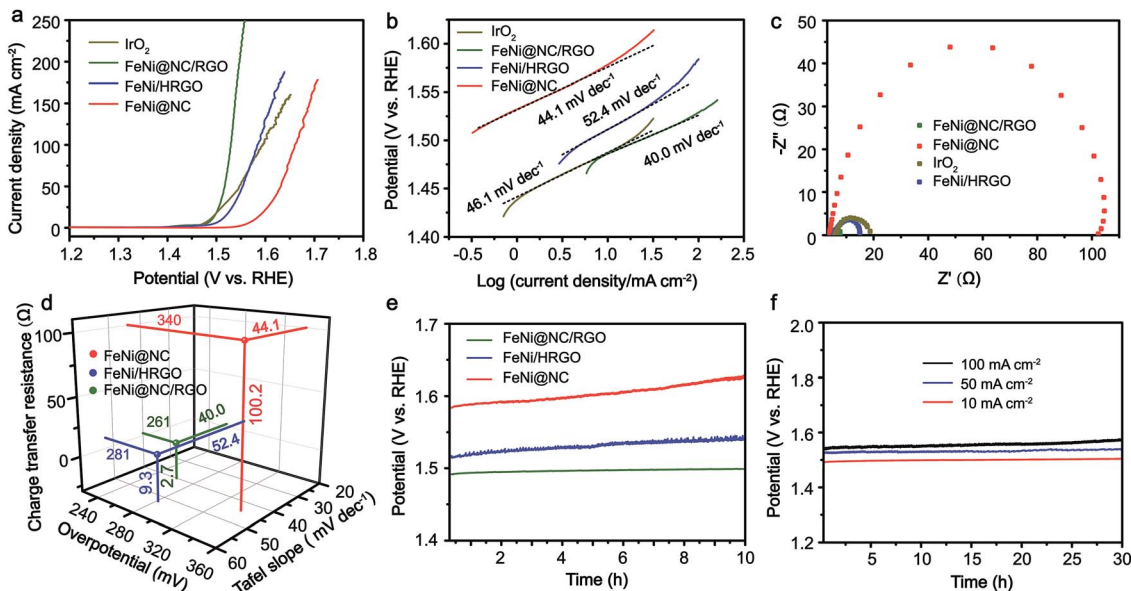 a
250
200
150
100
50
0
Current density (mA cm-2)
IrO2
FeNi@NC/RGO
FeNi/HRGO
FeNi@NC
1.2 1.3 1.4 1.5 1.6 1.7 1.8
Potential (V vs. RHE)
b
1.60
1.55
1.50
1.45
1.40
Potential (V vs. RHE)
IrO2
FeNi@NC/RGO
FeNi/HRGO
FeNi@NC
44.1 mV dec-1
52.4 mV dec-1
46.1 mV dec-1
40.0 mV dec-1
-0.5 0 0.5 1.0 1.5 2.0 2.5
Log (current density/mA cm-2)
c
50
40
30
20
10
0
-Z'' (Ω)
FeNi@NC/RGO
FeNi@NC
IrO2
FeNi/HRGO
0 20 40 60 80 100
Z' (Ω)
d
100
50
0
Charge transfer resistance (Ω)
340
44.1
FeNi@NC
FeNi/HRGO
FeNi@NC/RGO
100.2
261
40.0
281
52.4
9.3
2.7
240 280 320 360
Overpotential (mV)
60 50 40 30 20
Tafel slope ( mV dec-1)
e
1.7
1.6
1.5
1.4
Potential (V vs. RHE)
FeNi@NC/RGO
FeNi/HRGO
FeNi@NC
2 4 6 8 10
Time (h)
f
2.0
1.8
1.6
1.4
1.2
Potential (V vs. RHE)
100 mA cm-2
50 mA cm-2
10 mA cm-2
5 10 15 20 25 30
Time (h)